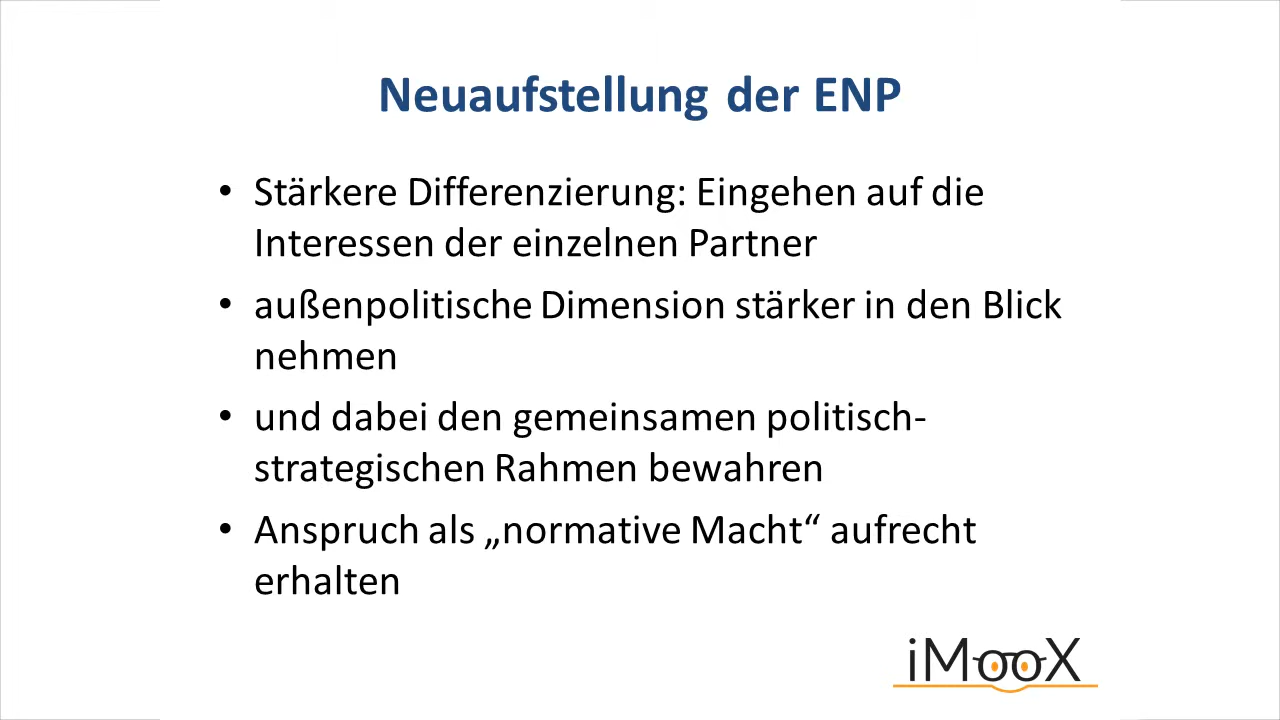 Neuaufstellung der ENP
• Stärkere Differenzierung: Eingehen auf die
Interessen der einzelnen Partner
• außenpolitische Dimension stärker in den Blick
nehmen
• und dabei den gemeinsamen politisch-
strategischen Rahmen bewahren
• Anspruch als „normative Macht“ aufrecht
erhalten
iMooX